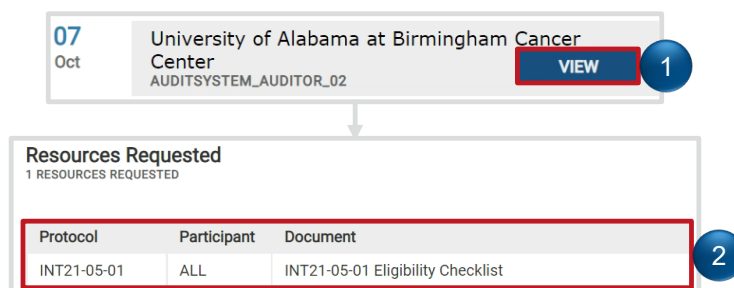 07
Oct
University of Alabama at Birmingham Cancer
Center
AUDITSYSTEM_AUDITOR_02
VIEW
1
Resources Requested
1 RESOURCES REQUESTED
Protocol Participant Document
INT21-05-01 ALL INT21-05-01 Eligibility Checklist
2